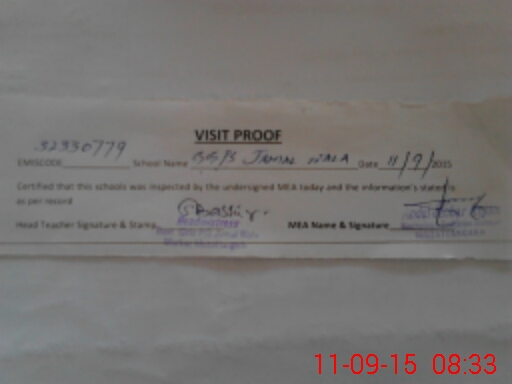 VISIT PROOF
EMISCODE 32330779 School Name GGPS JAMAL WALA Date 11/9/2015
Certified that this schools was inspected by the undersigned MEA today and the information's stated is
as per record
Head Teacher Signature & Stamp MEA Name & Signature
Headmistress
11-09-15 08:33